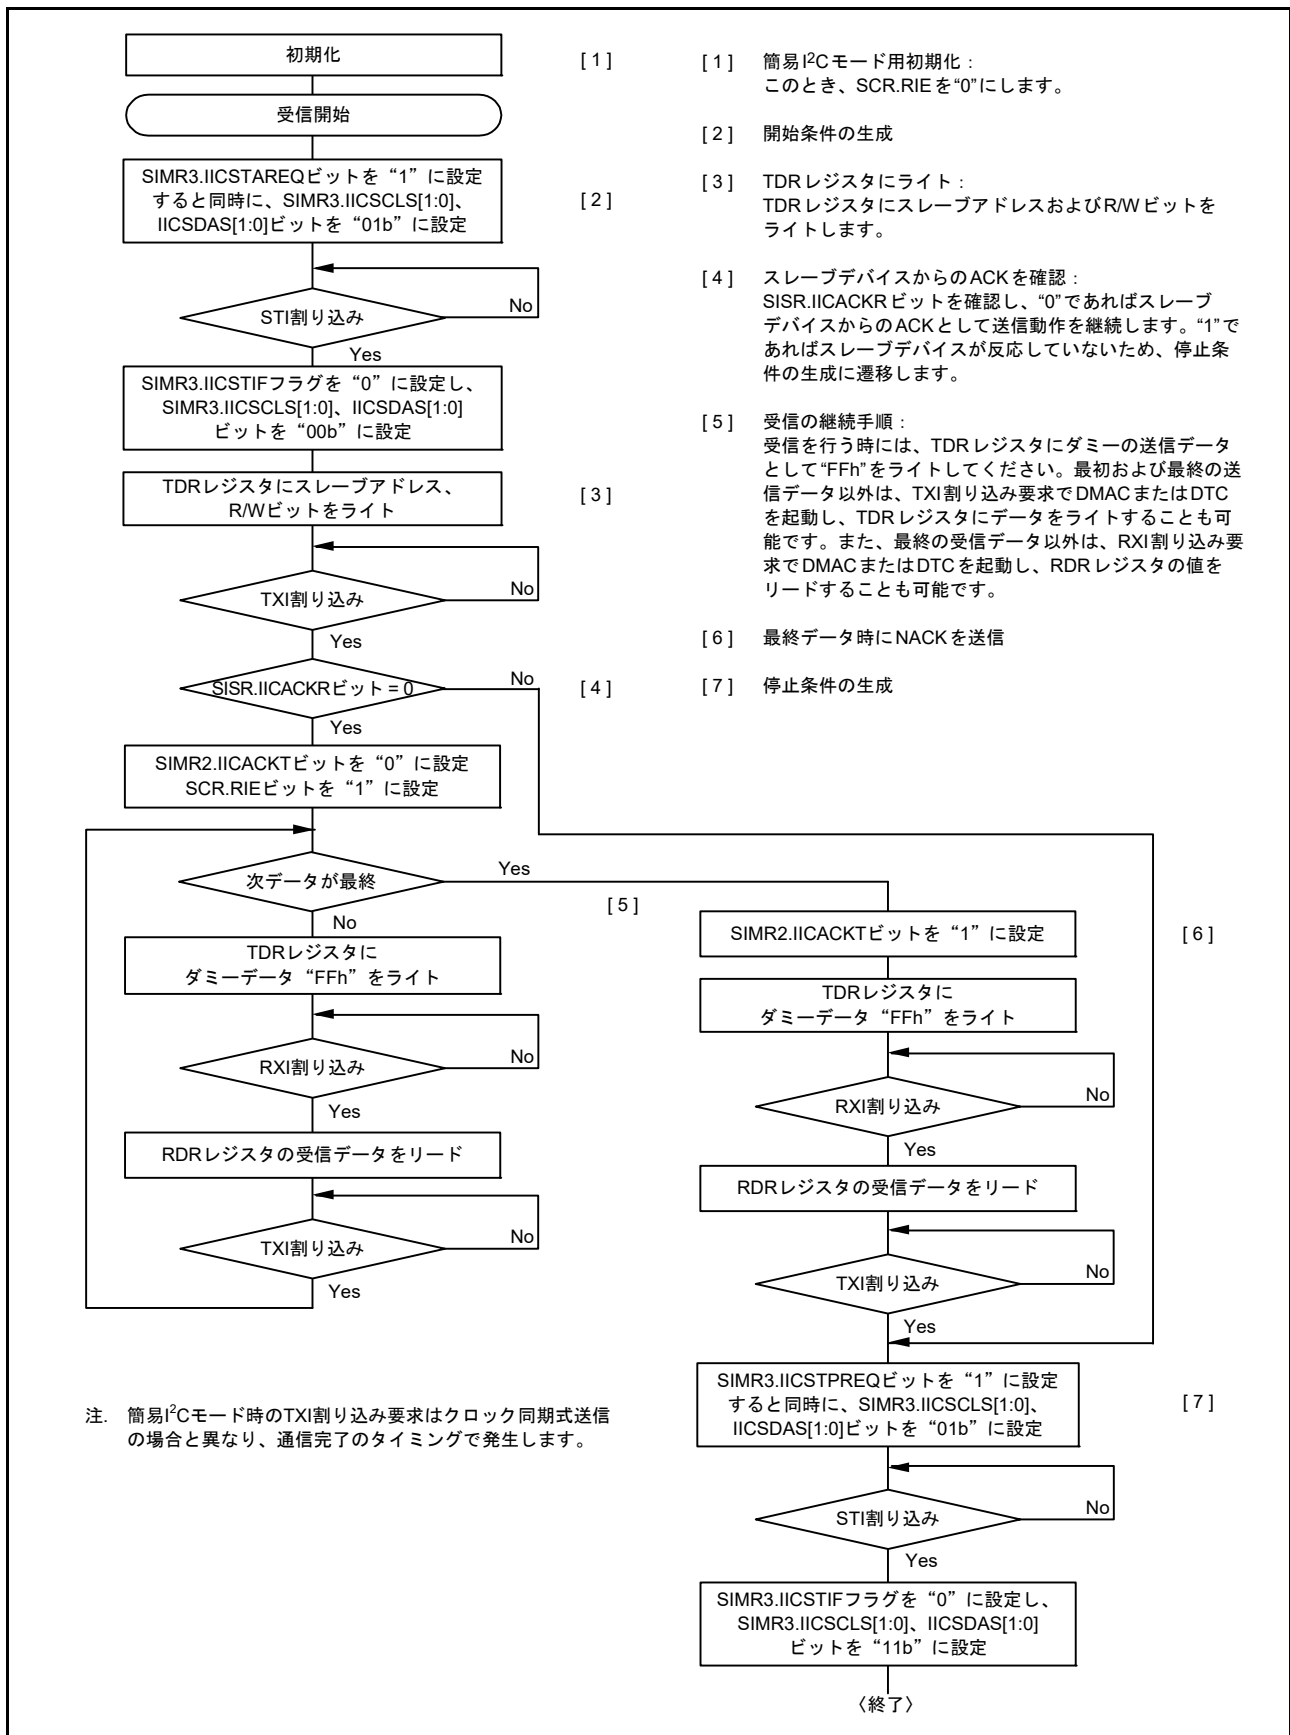 初期化
[ 1 ]
受信開始
SIMR3.IICSTAREQビットを“1”に設定
すると同時に、SIMR3.IICSCLS[1:0]、
IICSDAS[1:0]ビットを“01b”に設定
[ 2 ]
STI割り込み
No
Yes
SIMR3.IICSTIFフラグを“0”に設定し、
SIMR3.IICSCLS[1:0]、IICSDAS[1:0]
ビットを“00b”に設定
TDRレジスタにスレーブアドレス、
R/Wビットをライト
[ 3 ]
TXI割り込み
No
Yes
SISR.IICACKRビット = 0
No
[ 4 ]
Yes
SIMR2.IICACKTビットを“0”に設定
SCR.RIEビットを“1”に設定
次データが最終
Yes
[ 5 ]
No
TDRレジスタに
ダミーデータ“FFh”をライト
RXI割り込み
No
Yes
RDRレジスタの受信データをリード
TXI割り込み
No
Yes
SIMR2.IICACKTビットを“1”に設定
[ 6 ]
TDRレジスタに
ダミーデータ“FFh”をライト
RXI割り込み
No
Yes
RDRレジスタの受信データをリード
TXI割り込み
No
Yes
SIMR3.IICSTPREQビットを“1”に設定
すると同時に、SIMR3.IICSCLS[1:0]、
IICSDAS[1:0]ビットを“01b”に設定
[ 7 ]
STI割り込み
No
Yes
SIMR3.IICSTIFフラグを“0”に設定し、
SIMR3.IICSCLS[1:0]、IICSDAS[1:0]
ビットを“11b”に設定
〈終了〉
[ 1 ] 簡易I²Cモード用初期化：
このとき、SCR.RIEを“0”にします。
[ 2 ] 開始条件の生成
[ 3 ] TDRレジスタにライト：
TDRレジスタにスレーブアドレスおよびR/Wビットを
ライトします。
[ 4 ] スレーブデバイスからのACKを確認：
SISR.IICACKRビットを確認し、“0”であればスレーブ
デバイスからのACKとして送信動作を継続します。“1”で
あればスレーブデバイスが反応していないため、停止条
件の生成に遷移します。
[ 5 ] 受信の継続手順：
受信を行う時には、TDRレジスタにダミーの送信データ
として“FFh”をライトしてください。最初および最終の送
信データ以外は、TXI割り込み要求でDMACまたはDTC
を起動し、TDRレジスタにデータをライトすることも可
能です。また、最終の受信データ以外は、RXI割り込み要
求でDMACまたはDTCを起動し、RDRレジスタの値を
リードすることも可能です。
[ 6 ] 最終データ時にNACKを送信
[ 7 ] 停止条件の生成
注. 簡易I²Cモード時のTXI割り込み要求はクロック同期式送信
の場合と異なり、通信完了のタイミングで発生します。